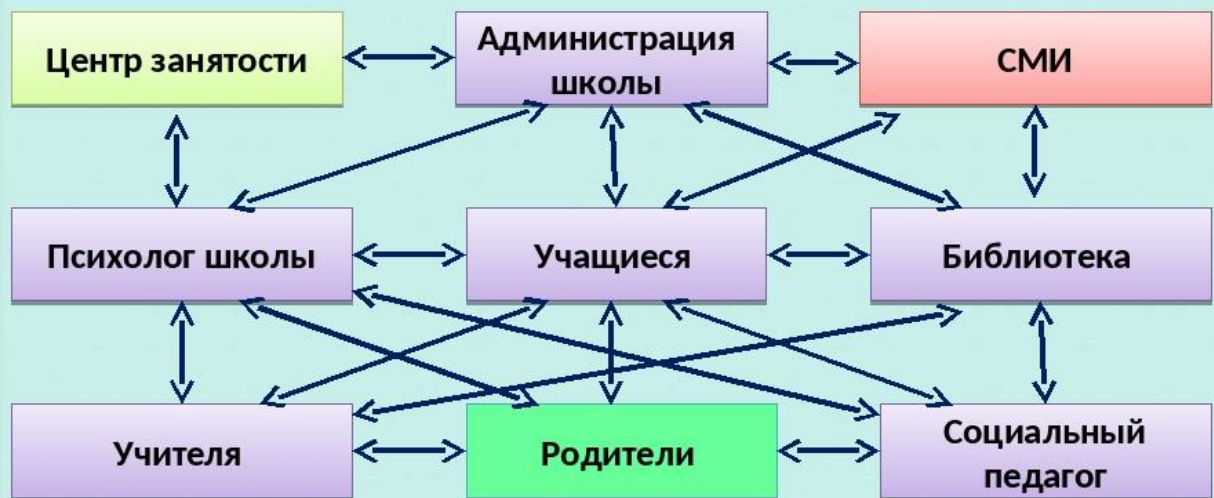 Центр занятости
Администрация
школы
СМИ
Психолог школы
Учащиеся
Библиотека
Учителя
Родители
Социальный
педагог